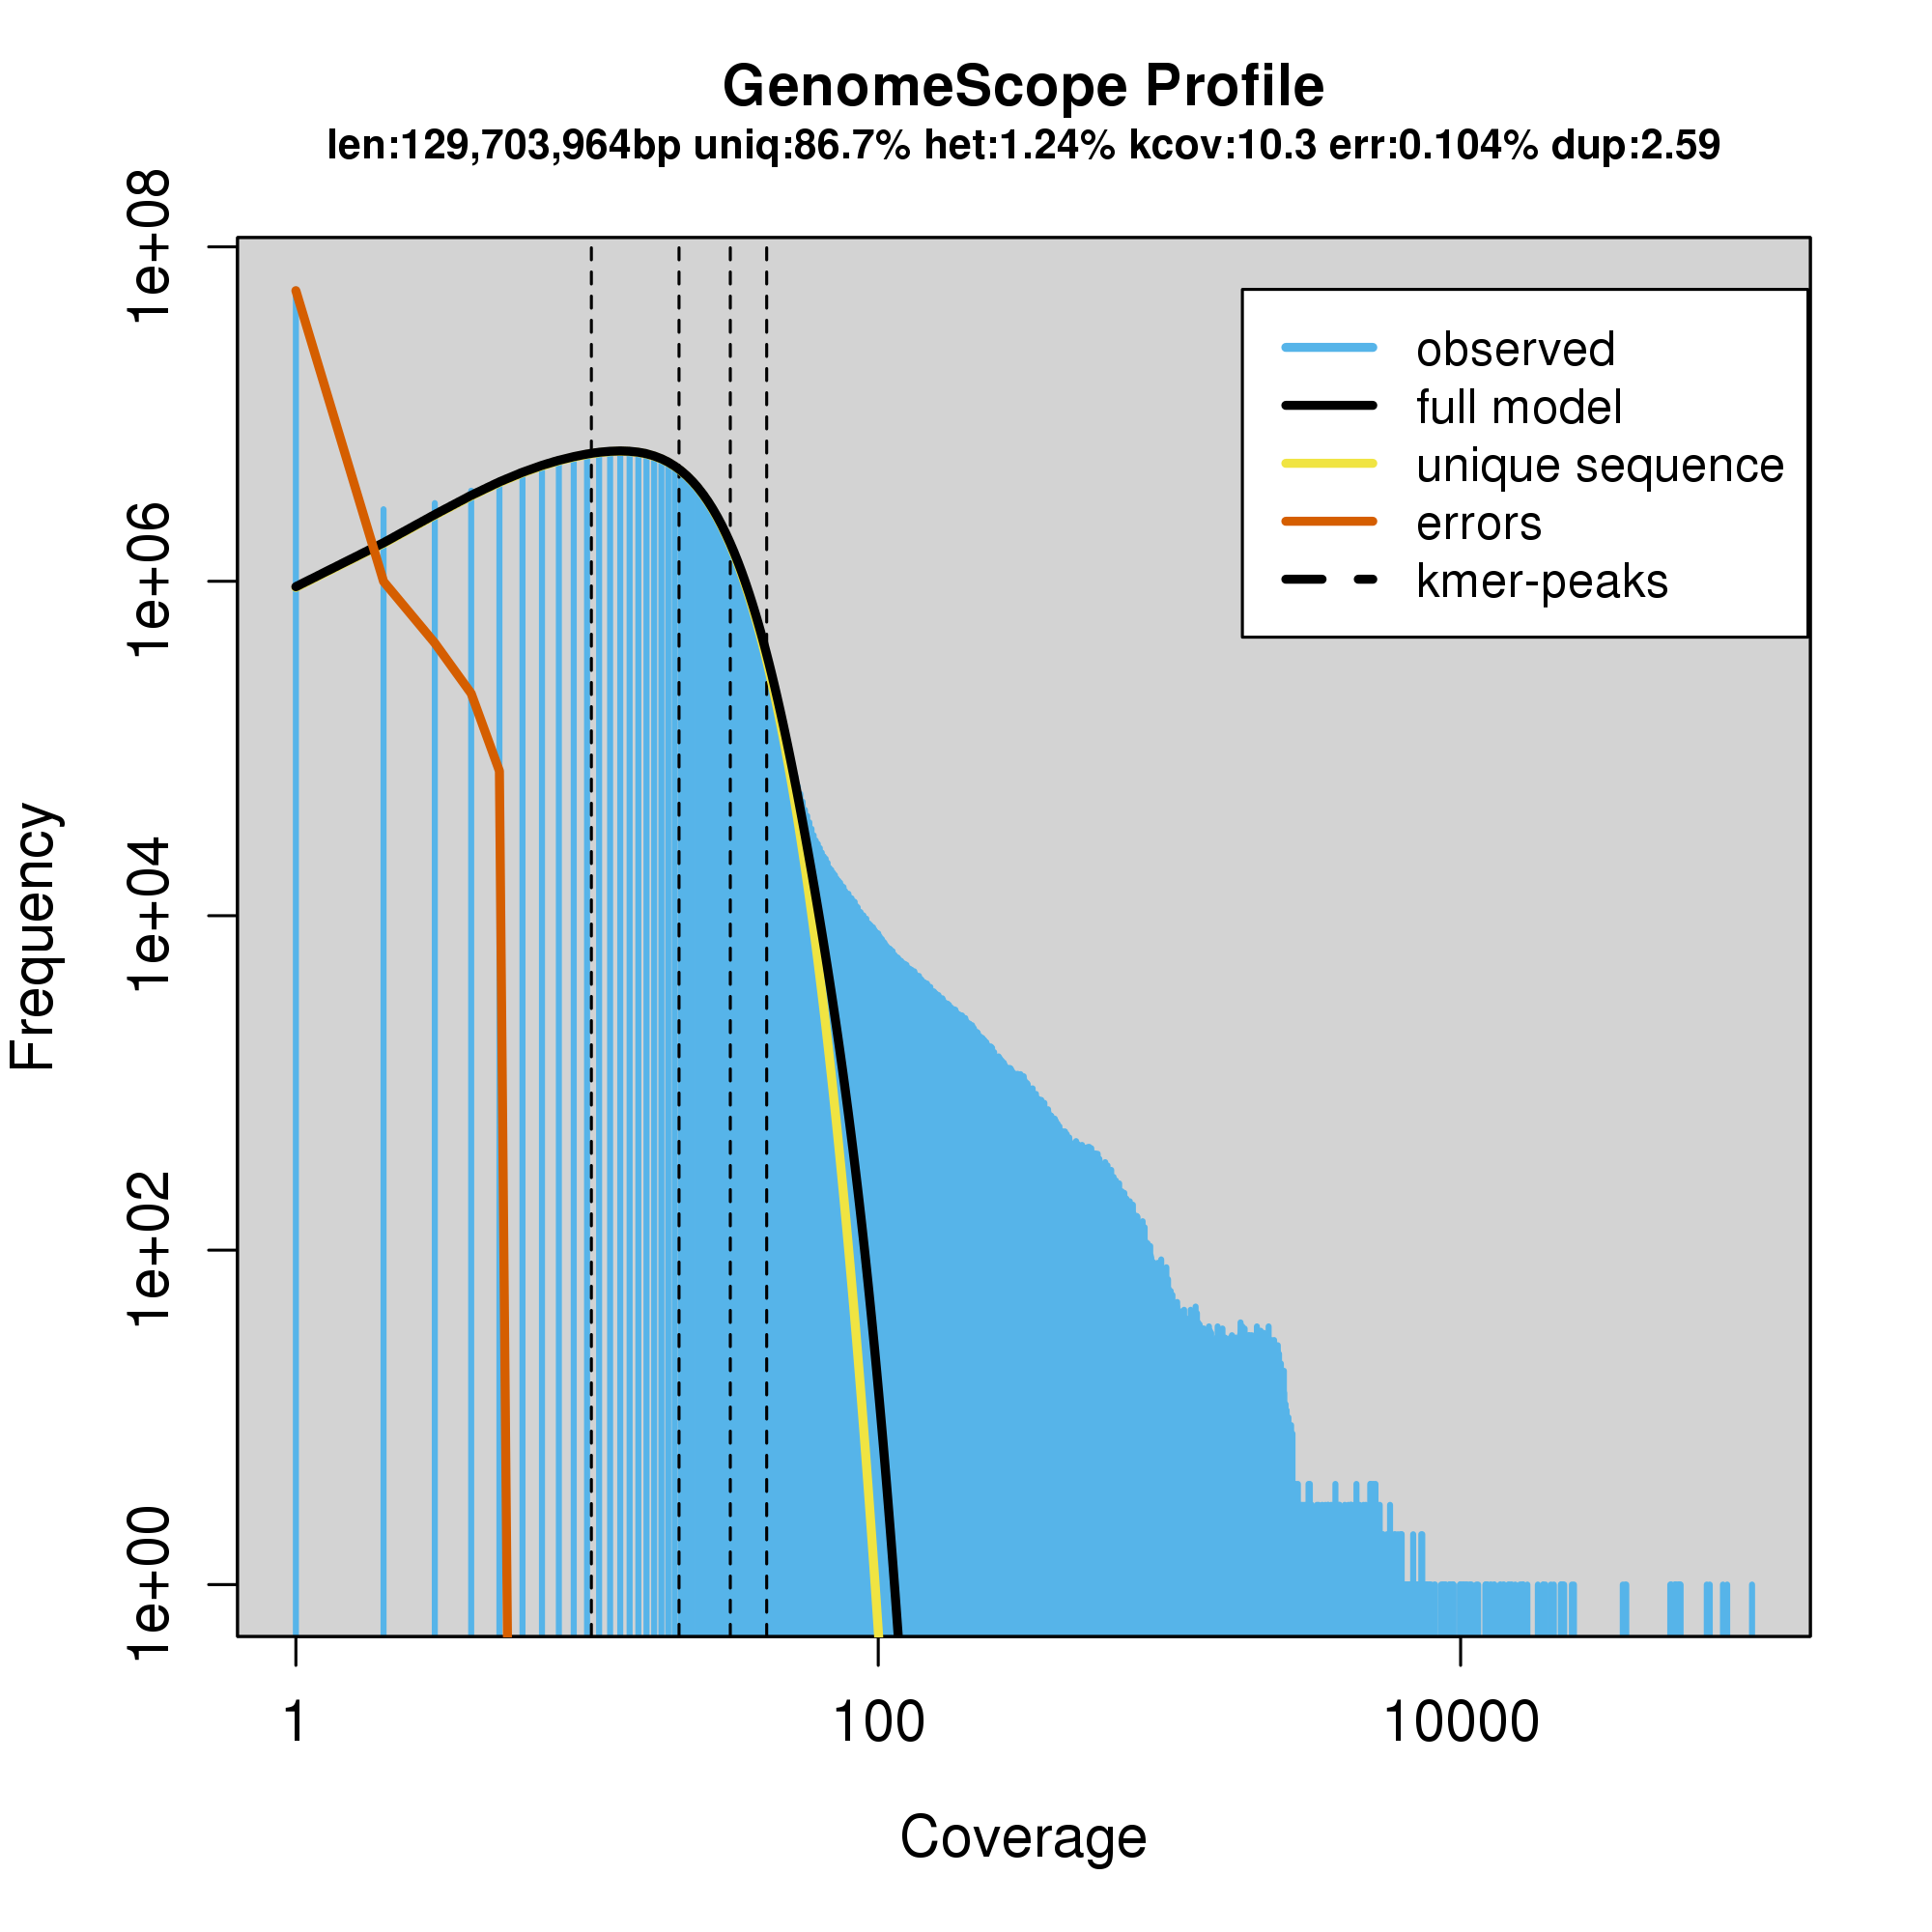 GenomeScope Profile
len:129,703,964bp uniq:86.7% het:1.24% kcov:10.3 err:0.104% dup:2.59
1e+08
1e+06
1e+04
1e+02
1e+00
Frequency
observed
full model
unique sequence
errors
kmer-peaks
1
100
10000
Coverage